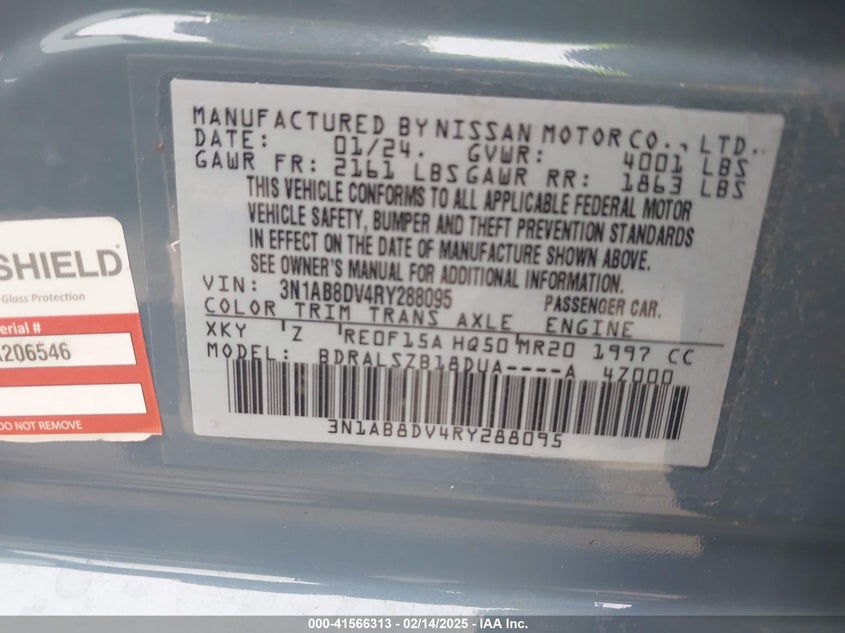 MANUFACTURED BY NISSAN MOTOR CO., LTD.
DATE: 01/24. GVWR: 4001 LBS
GAWR FR: 2161 LBS GAWR RR: 1863 LBS
THIS VEHICLE CONFORMS TO ALL APPLICABLE FEDERAL MOTOR
VEHICLE SAFETY, BUMPER AND THEFT PREVENTION STANDARDS
IN EFFECT ON THE DATE OF MANUFACTURE SHOWN ABOVE.
SEE OWNER'S MANUAL FOR ADDITIONAL INFORMATION.
VIN: 3N1AB8DV4RY288095 PASSENGER CAR.
COLOR TRIM TRANS AXLE ENGINE
XKY Z RE0F15A HQ50 MR20 1997 CC
MODEL: BDRALSZB18DUA----A 4Z000
3N1AB8DV4RY288095
SHIELD®
Glass Protection
erial #
206546
DO NOT REMOVE
000-41566313 - 02/14/2025 - IAA Inc.